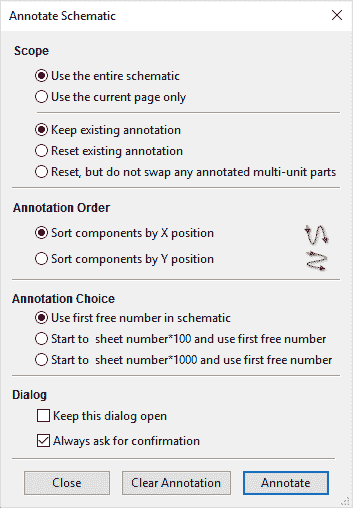 Annotate Schematic
Scope
Use the entire schematic
Use the current page only
Keep existing annotation
Reset existing annotation
Reset, but do not swap any annotated multi-unit parts
Annotation Order
Sort components by X position
Sort components by Y position
Annotation Choice
Use first free number in schematic
Start to  sheet number*100 and use first free number
Start to  sheet number*1000 and use first free number
Dialog
Keep this dialog open
Always ask for confirmation
Close Clear Annotation Annotate